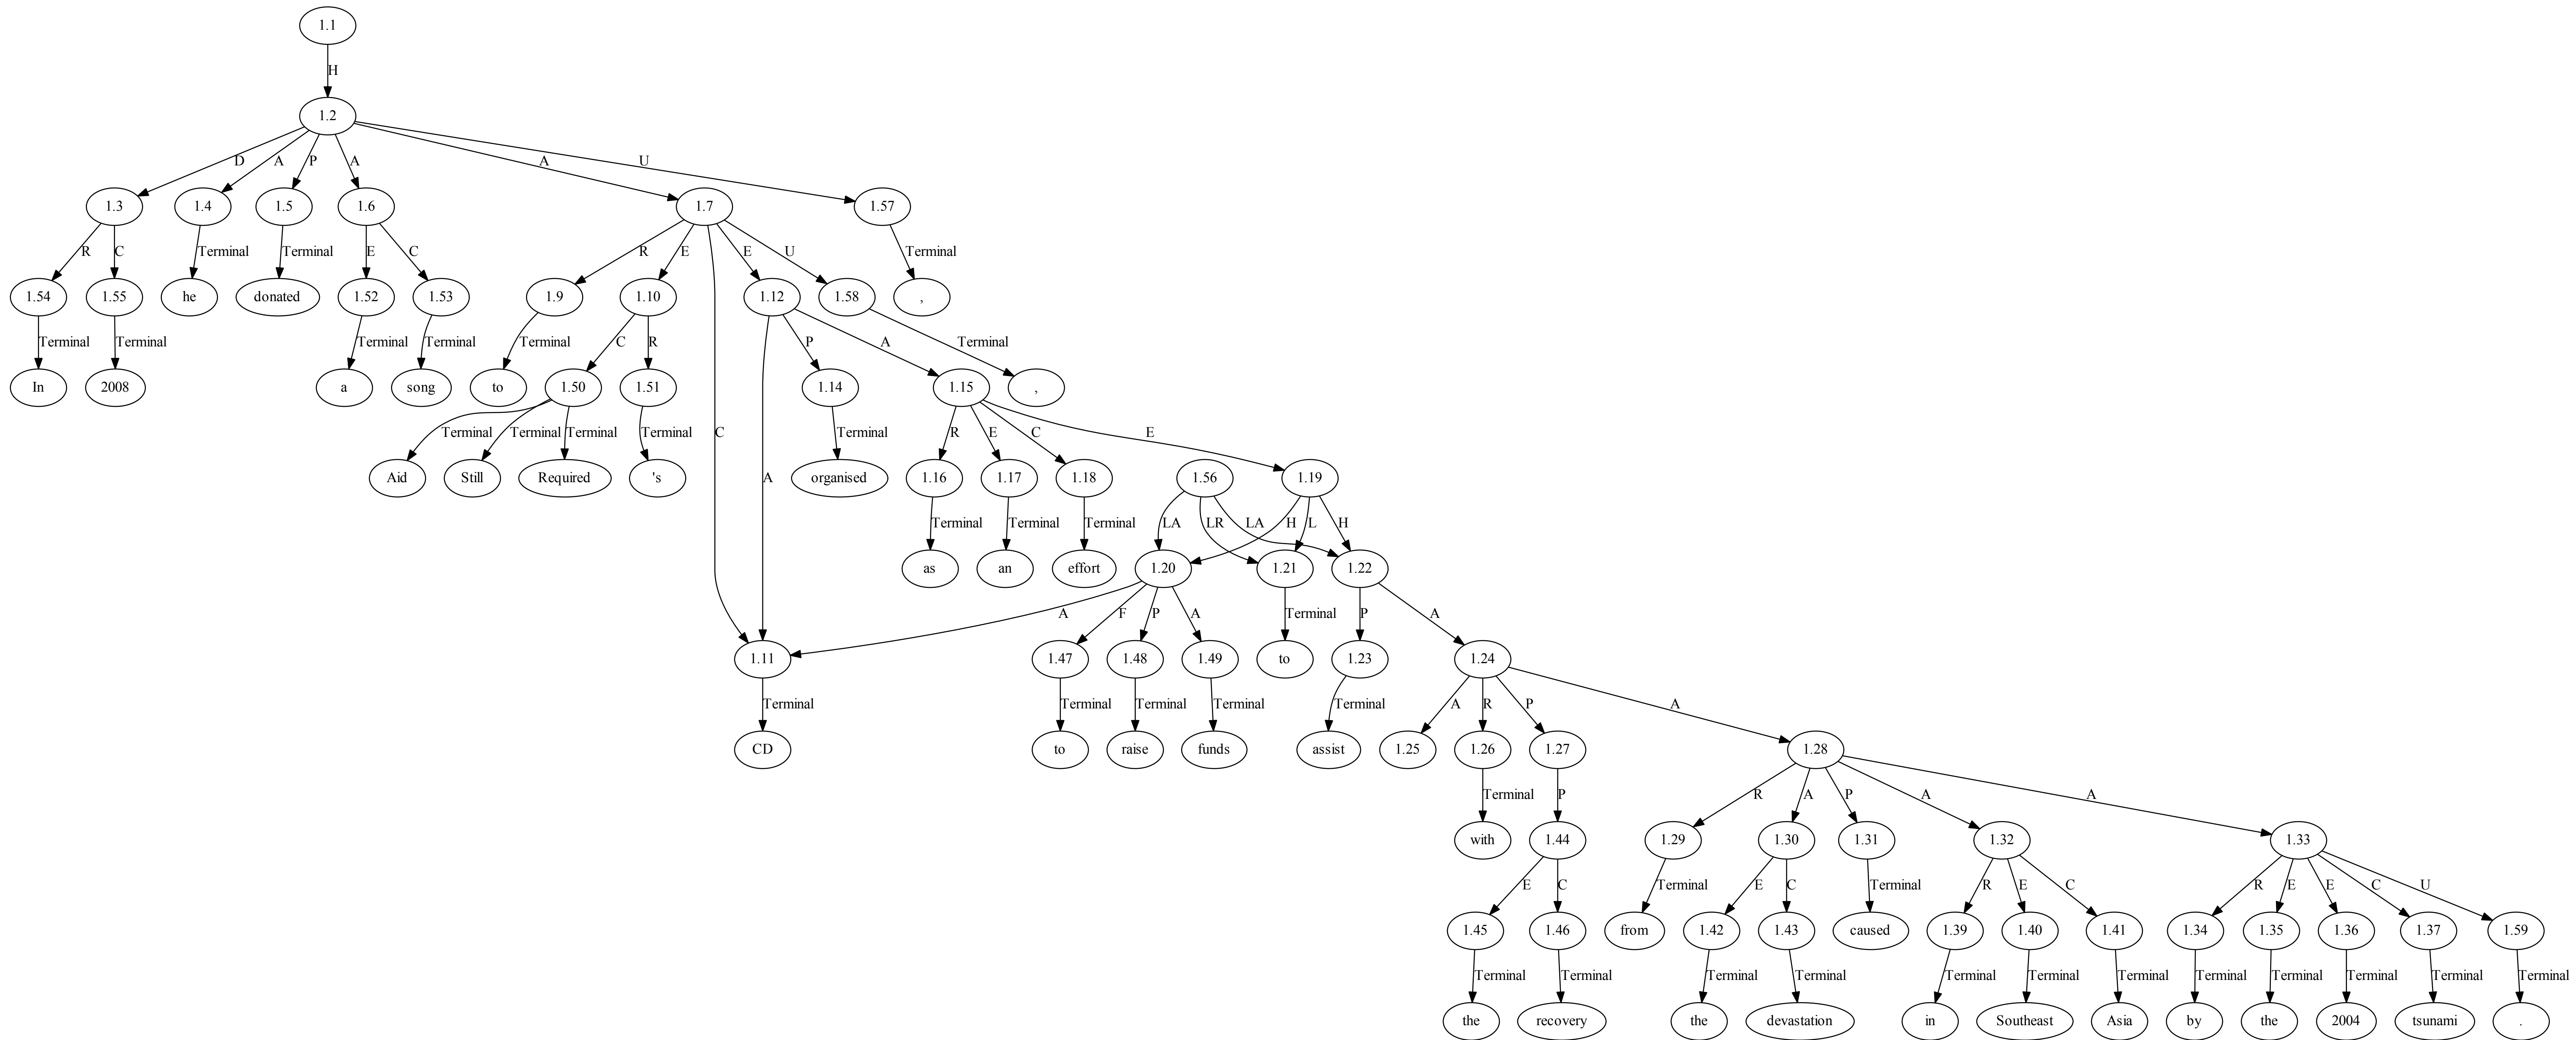 1.1
H
1.2
D A P A A U
1.3 1.4 1.5 1.6 1.7 1.57
R C Terminal Terminal E C R E E U Terminal
1.54 1.55 he donated 1.52 1.53 1.9 1.10 1.12 1.58 ,
Terminal Terminal Terminal Terminal Terminal C R P A Terminal
In 2008 a song to 1.50 1.51 1.14 1.15 ,
Terminal Terminal Terminal Terminal C A Terminal R E C E
Aid Still Required 's organised 1.16 1.17 1.18 1.56 1.19
Terminal Terminal Terminal LA LR LA H L H
as an effort 1.20 1.21 1.22
A F P A Terminal P A
1.11 1.47 1.48 1.49 to 1.23 1.24
Terminal Terminal Terminal Terminal Terminal A R P A
CD to raise funds assist 1.25 1.26 1.27 1.28
Terminal P R A P A A
with 1.44 1.29 1.30 1.31 1.32 1.33
E C Terminal E C Terminal R E C R E E C U
1.45 1.46 from 1.42 1.43 caused 1.39 1.40 1.41 1.34 1.35 1.36 1.37 1.59
Terminal Terminal Terminal Terminal Terminal Terminal Terminal Terminal Terminal Terminal Terminal Terminal
the recovery the devastation in Southeast Asia by the 2004 tsunami .